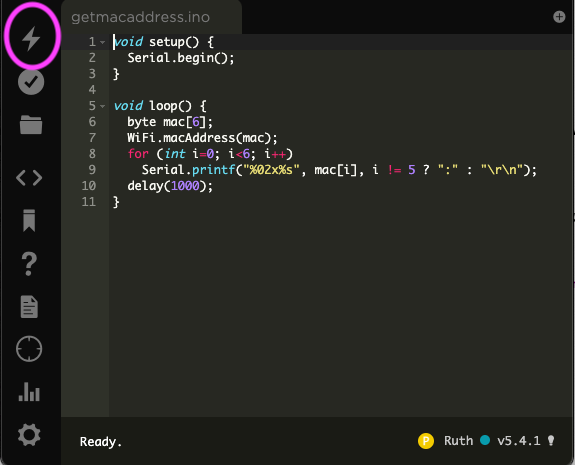 getmacaddress.ino
1 void setup() {
2 Serial.begin();
3 }
4
5 void loop() {
6 byte mac[6];
7 WiFi.macAddress(mac);
8 for (int i=0; i<6; i++)
9 Serial.printf("%02x%s", mac[i], i != 5 ? ":" : "\r\n");
10 delay(1000);
11 }
Ready.
P Ruth v5.4.1